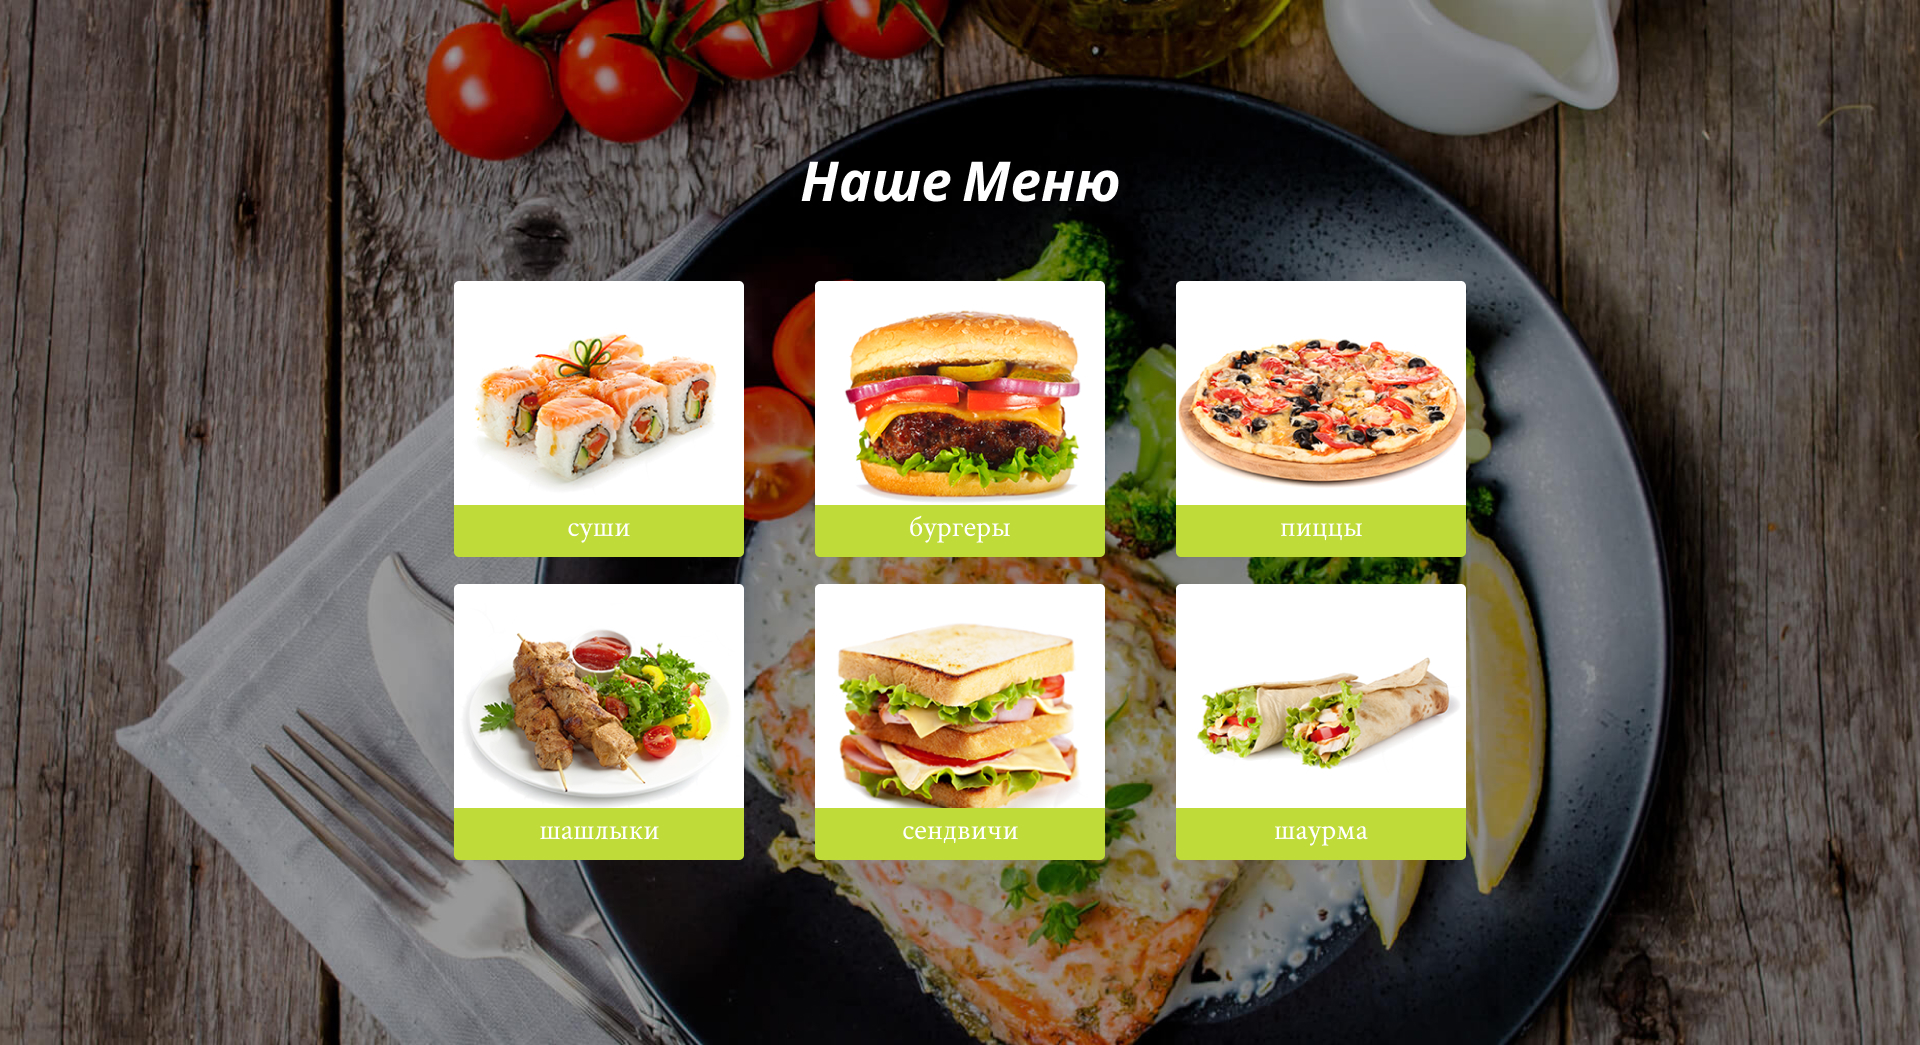 Наше Меню
суши
бургеры
пиццы
шашлыки
сендвичи
шаурма